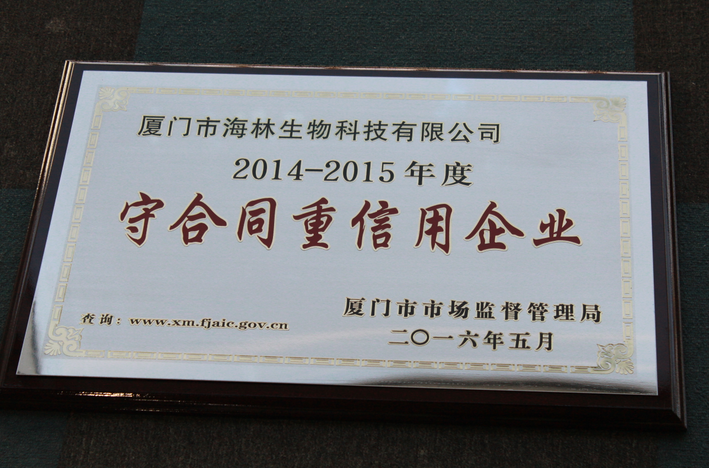 厦门市海林生物科技有限公司
2014-2015年度
守合同重信用企业
厦门市市场监督管理局
查询：www.xm.fjaic.gov.cn
二〇一六年五月